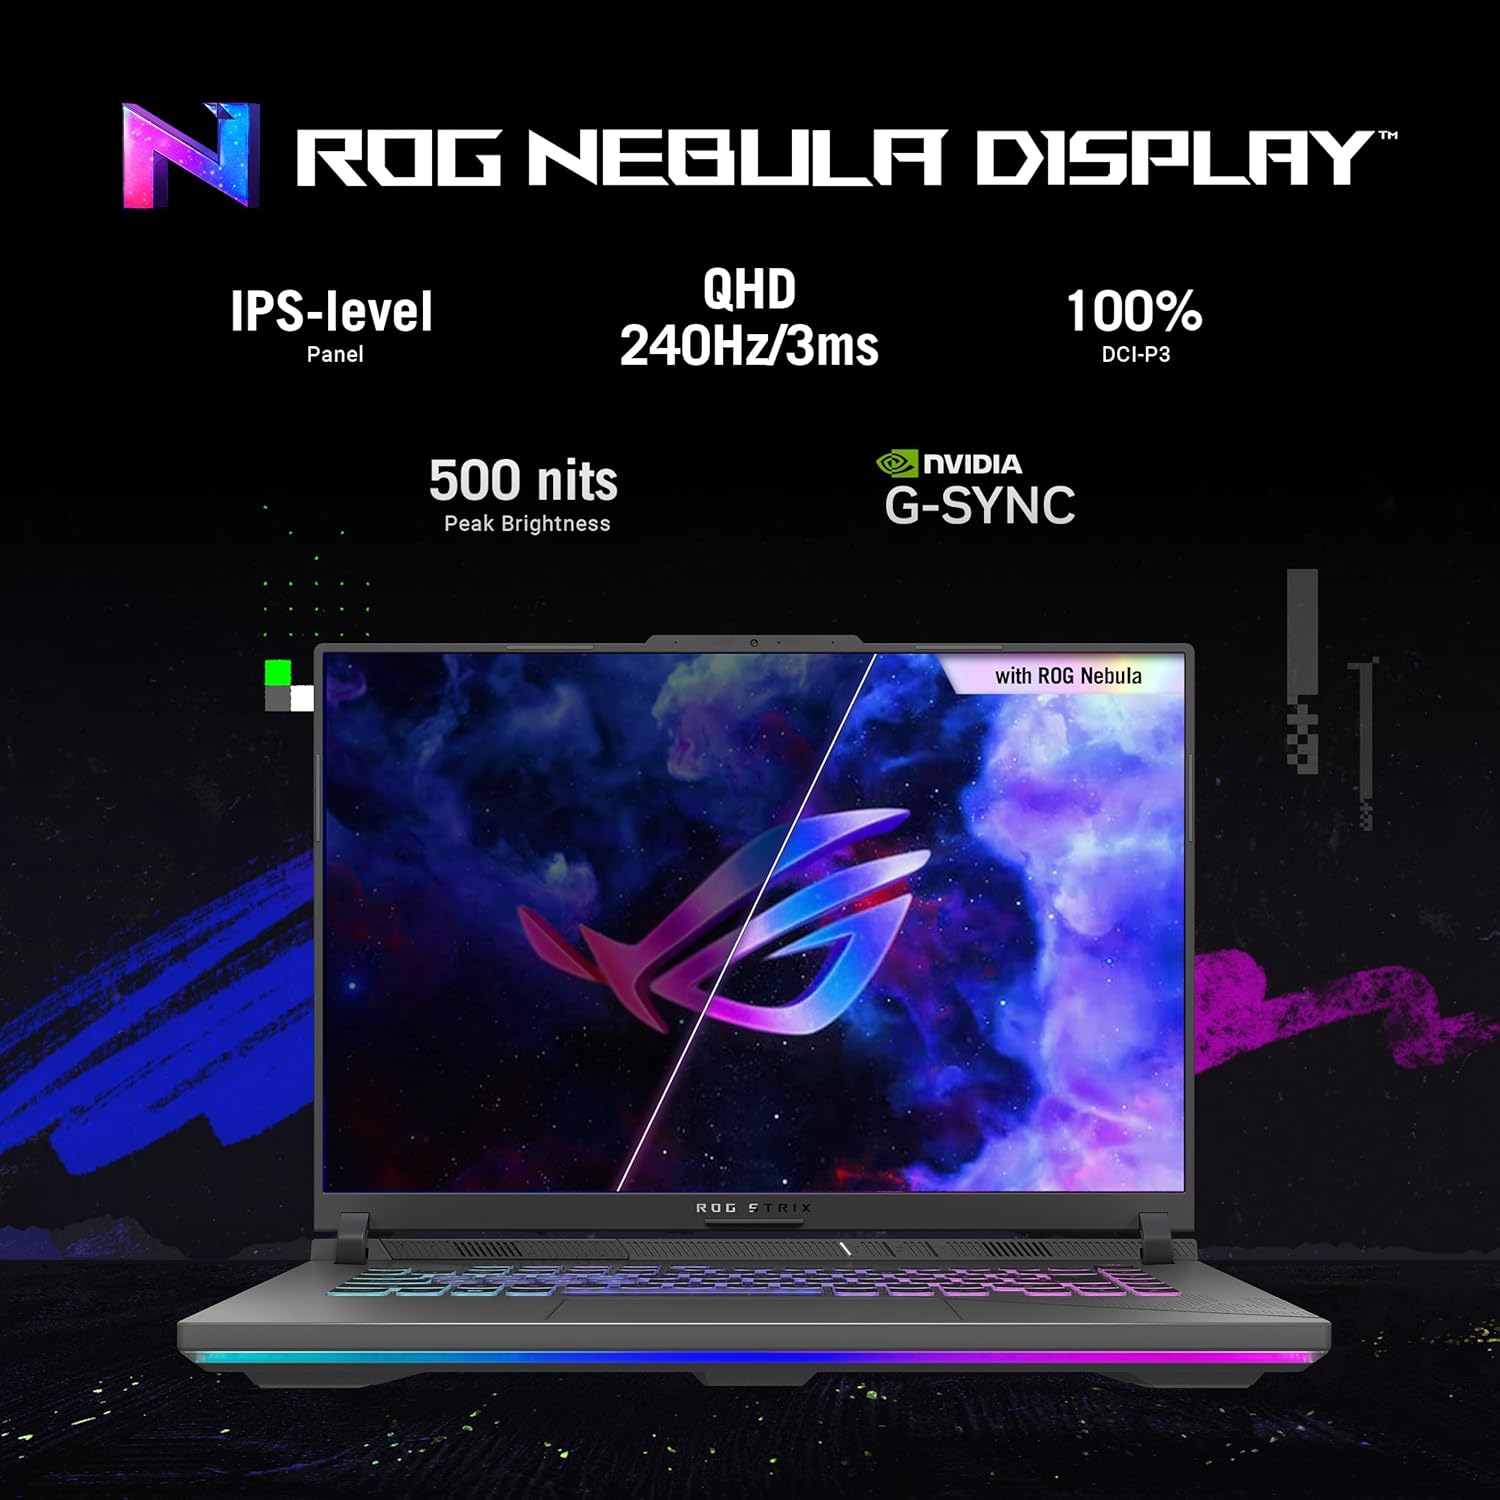 ROG NEBULA DISPLAY™
IPS-level
Panel
QHD
240Hz/3ms
100%
DCI-P3
500 nits
Peak Brightness
NVIDIA
G-SYNC
with ROG Nebula
ROG STRIX